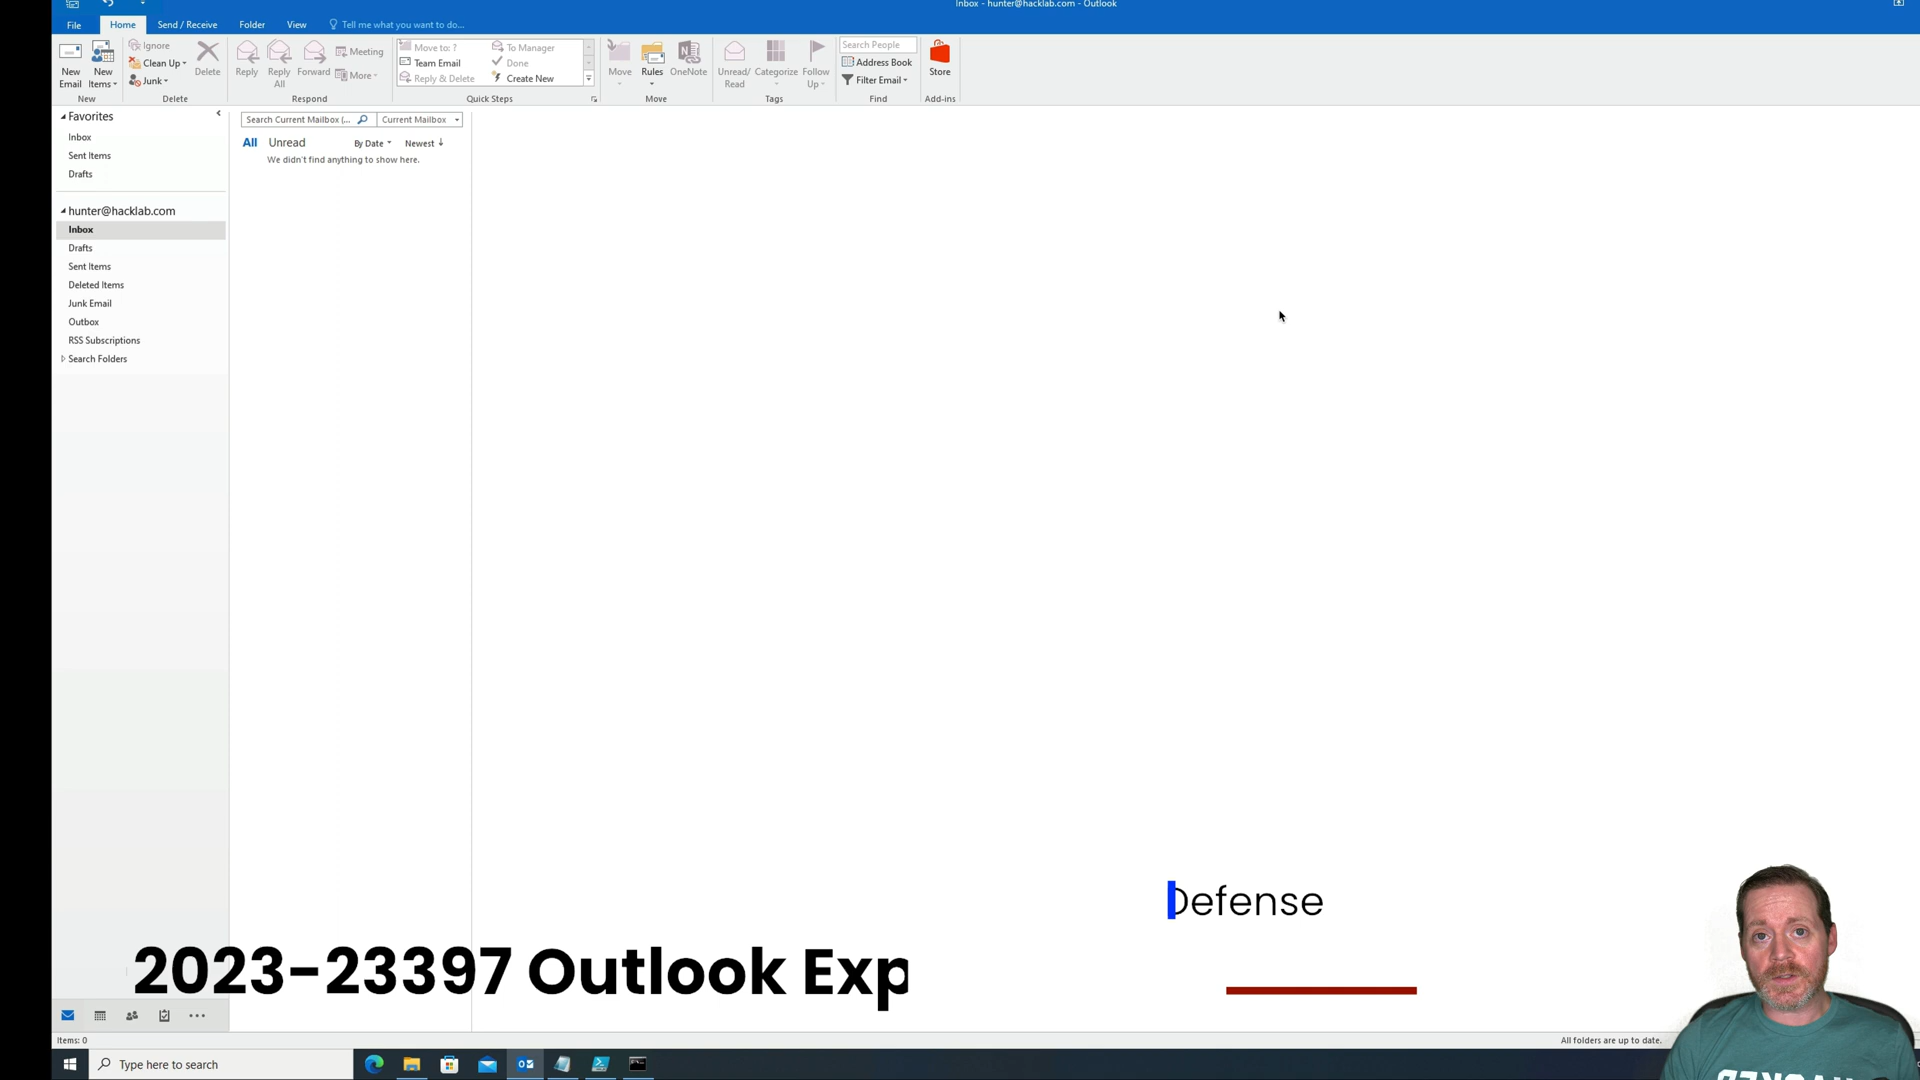 Inbox - hunter@hacklab.com - Outlook
File Home Send / Receive Folder View Tell me what you want to do...
New Email
New Items
New
Ignore
Clean Up
Junk
Delete
Delete
Reply
Reply All
Forward
Meeting
More
Respond
Move to: ?
Team Email
Reply & Delete
To Manager
Done
Create New
Quick Steps
Move
Rules
OneNote
Move
Unread/ Read
Categorize
Follow Up
Tags
Search People
Address Book
Filter Email
Find
Store
Add-ins
Favorites
Inbox
Sent Items
Drafts
hunter@hacklab.com
Inbox
Drafts
Sent Items
Deleted Items
Junk Email
Outbox
RSS Subscriptions
Search Folders
Search Current Mailbox (... Current Mailbox
All Unread By Date Newest
We didn't find anything to show here.
Defense
2023-23397 Outlook Exp
Items: 0
All folders are up to date.
Type here to search